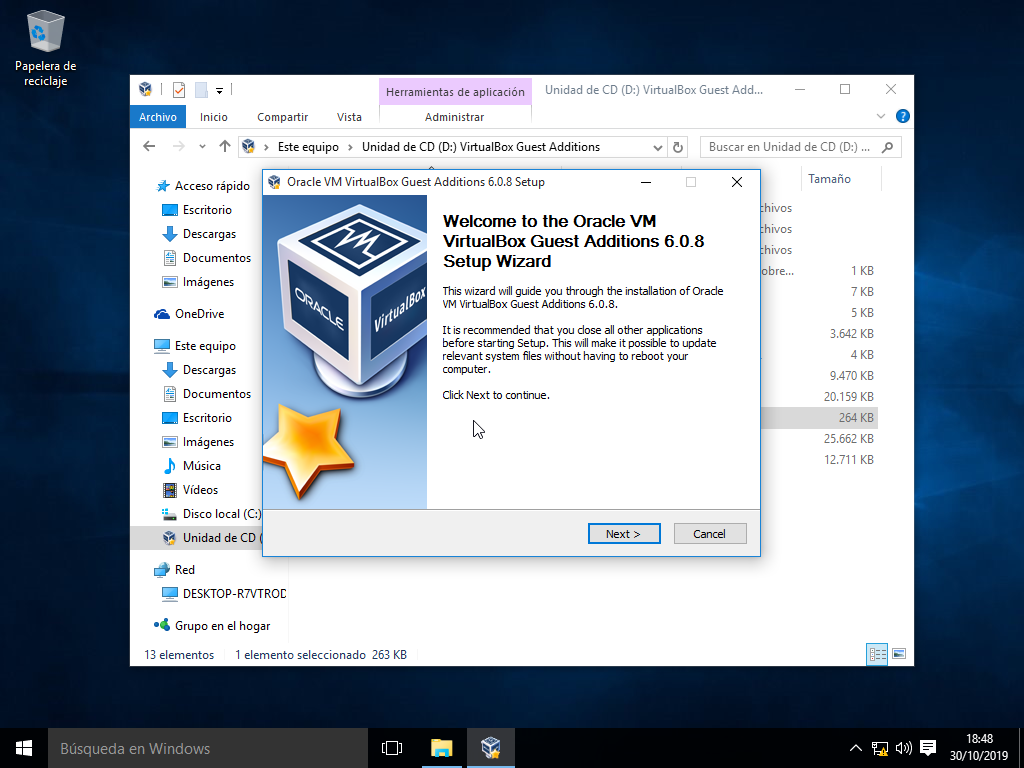 Papelera de
reciclaje
Herramientas de aplicación
Unidad de CD (D:) VirtualBox Guest Add...
Archivo
Inicio
Compartir
Vista
Administrar
Este equipo
Unidad de CD (D:) VirtualBox Guest Additions
Buscar en Unidad de CD (D:) ...
Acceso rápido
Escritorio
Descargas
Documentos
Imágenes
OneDrive
Este equipo
Descargas
Documentos
Escritorio
Imágenes
Música
Vídeos
Disco local (C:)
Unidad de CD (
Red
DESKTOP-R7VTROD
Grupo en el hogar
Tamaño
chivos
chivos
chivos
obre...
1 KB
7 KB
5 KB
3.642 KB
4 KB
9.470 KB
20.159 KB
264 KB
25.662 KB
12.711 KB
Oracle VM VirtualBox Guest Additions 6.0.8 Setup
ORACLE
VirtualBox
Welcome to the Oracle VM
VirtualBox Guest Additions 6.0.8
Setup Wizard
This wizard will guide you through the installation of Oracle
VM VirtualBox Guest Additions 6.0.8.
It is recommended that you close all other applications
before starting Setup. This will make it possible to update
relevant system files without having to reboot your
computer.
Click Next to continue.
Next >
Cancel
13 elementos
1 elemento seleccionado 263 KB
Búsqueda en Windows
18:48
30/10/2019